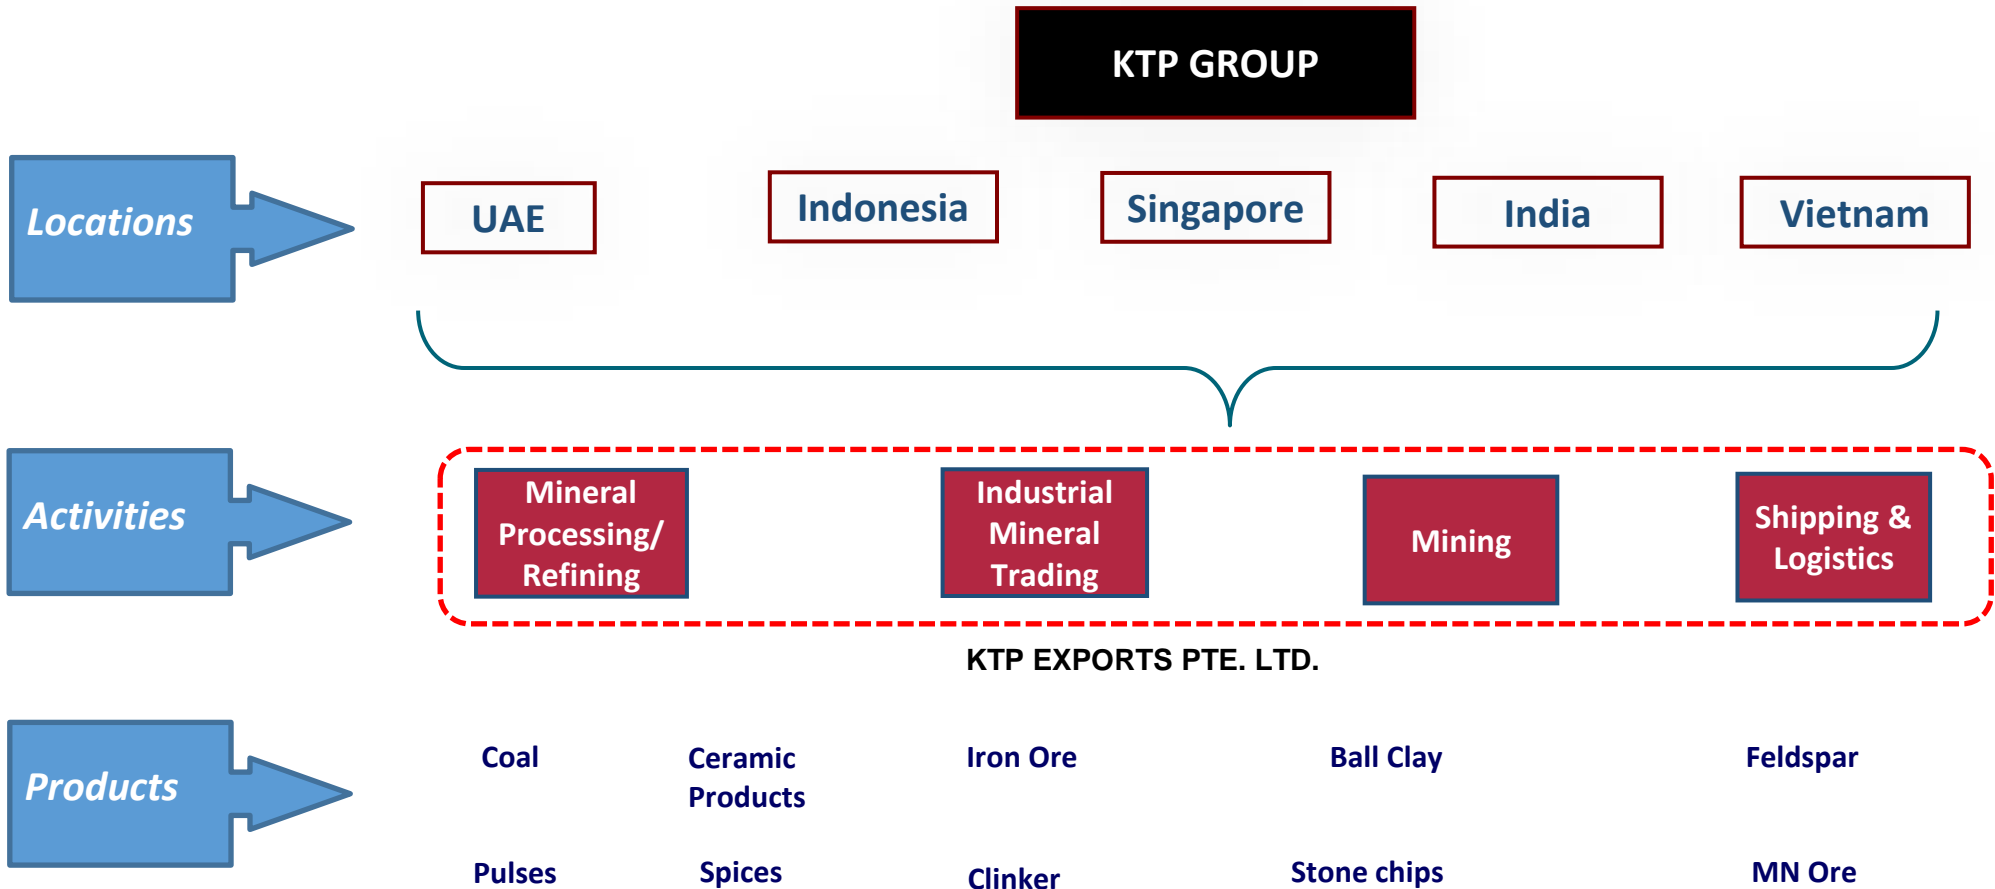 KTP GROUP
Locations
UAE
Indonesia
Singapore
India
Vietnam
Activities
Mineral
Processing/
Refining
Industrial
Mineral
Trading
Mining
Shipping &
Logistics
KTP EXPORTS PTE. LTD.
Products
Coal
Ceramic
Products
Iron Ore
Ball Clay
Feldspar
Pulses
Spices
Clinker
Stone chips
MN Ore